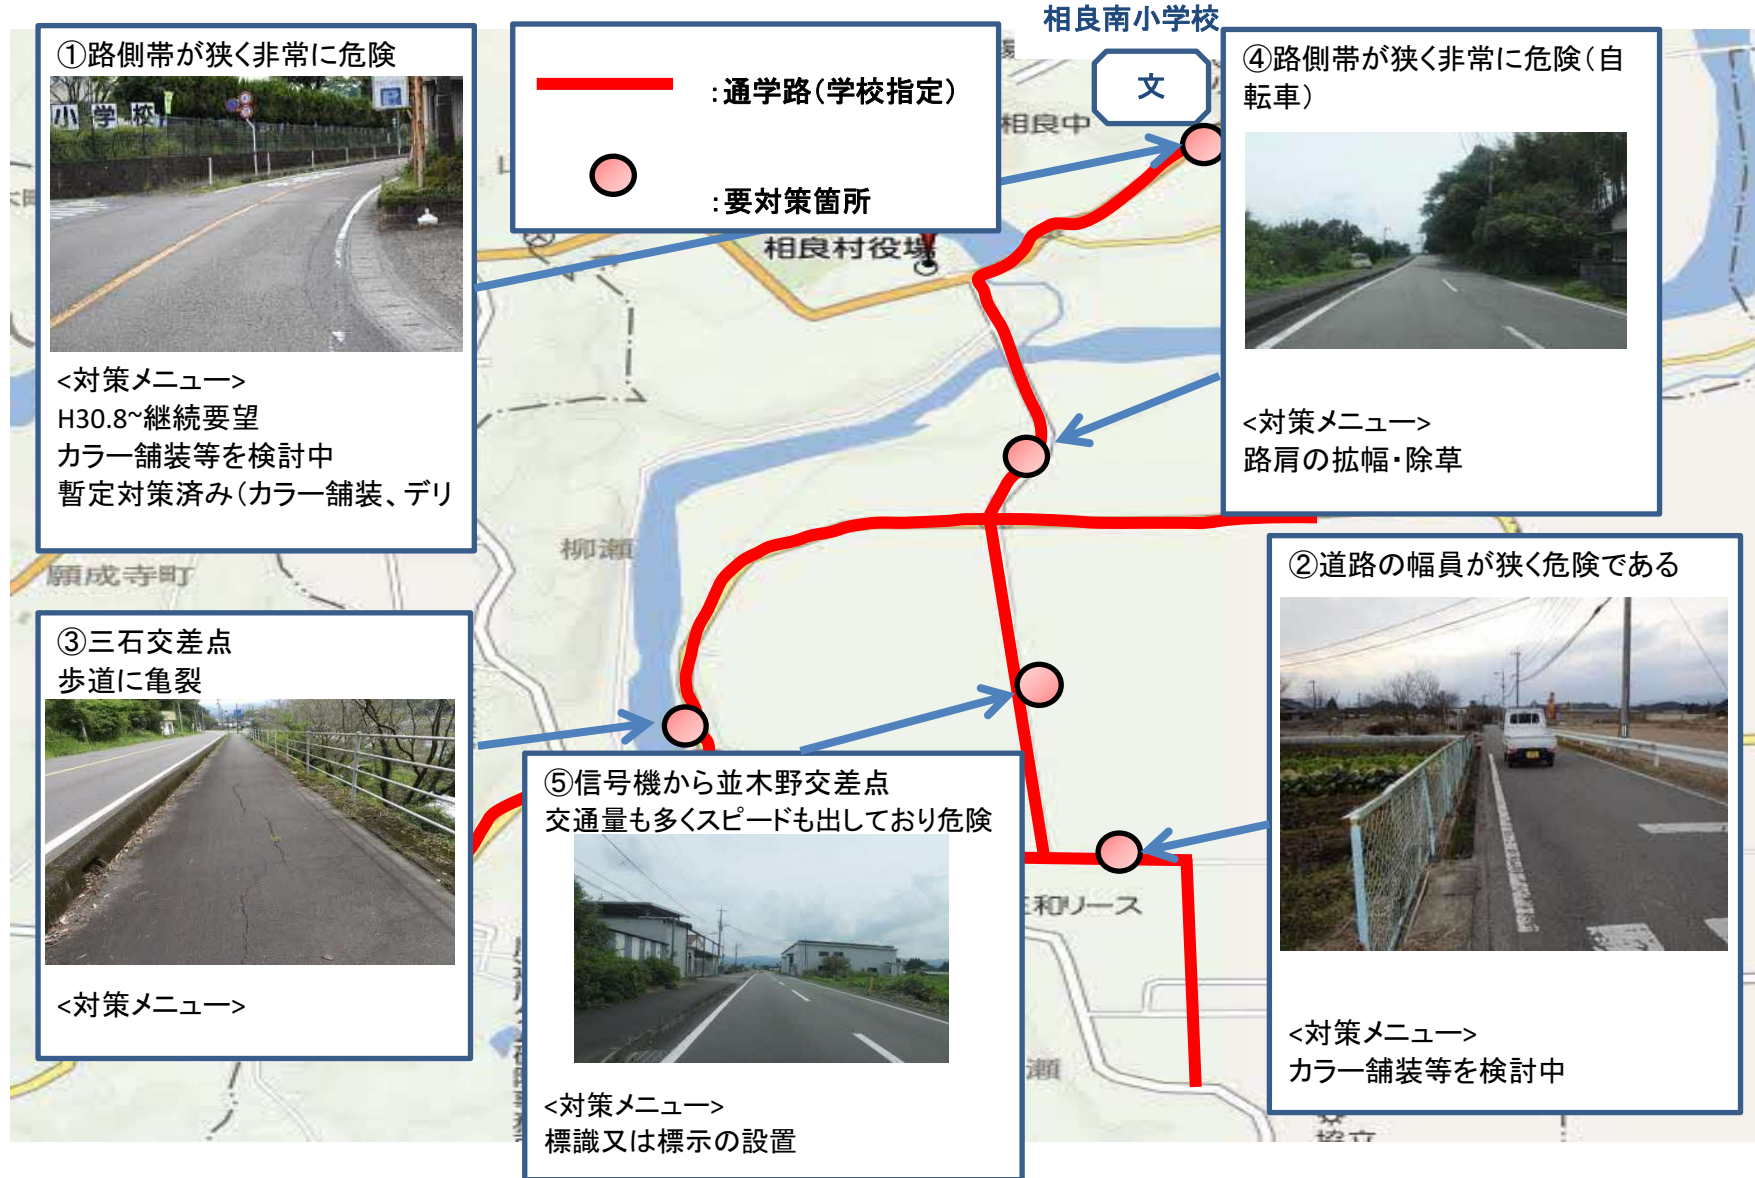 相良南小学校
文
①路側帯が狭く非常に危険
小学校
<対策メニュー>
H30.8~継続要望
カラー舗装等を検討中
暫定対策済み(カラー舗装、デリ
:通学路(学校指定)
:要対策箇所
④路側帯が狭く非常に危険(自
転車)
<対策メニュー>
路肩の拡幅・除草
相良中
相良村役場
柳瀬
願成寺町
②道路の幅員が狭く危険である
<対策メニュー>
カラー舗装等を検討中
③三石交差点
歩道に亀裂
<対策メニュー>
⑤信号機から並木野交差点
交通量も多くスピードも出しており危険
<対策メニュー>
標識又は標示の設置
和リース
瀬
協立